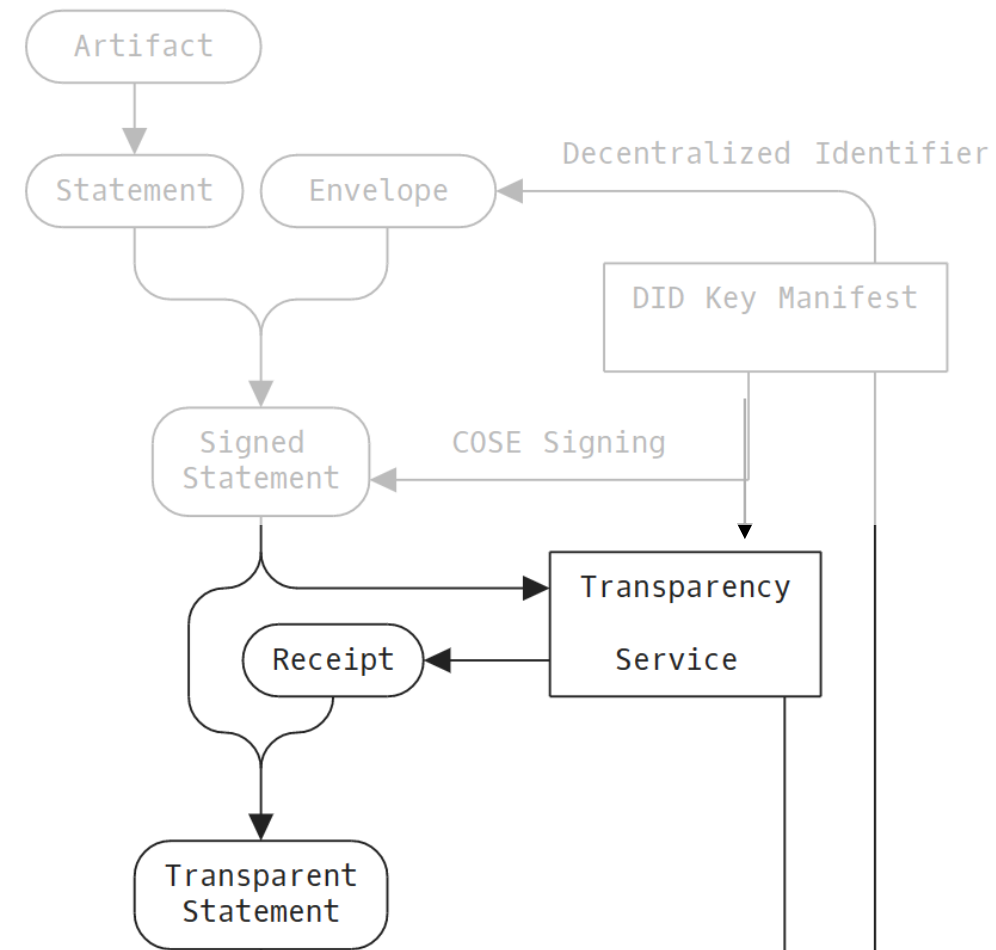 Artifact
Decentralized Identifier
Statement
Envelope
DID Key Manifest
Signed
Statement
COSE Signing
Transparency
Service
Receipt
Transparent
Statement